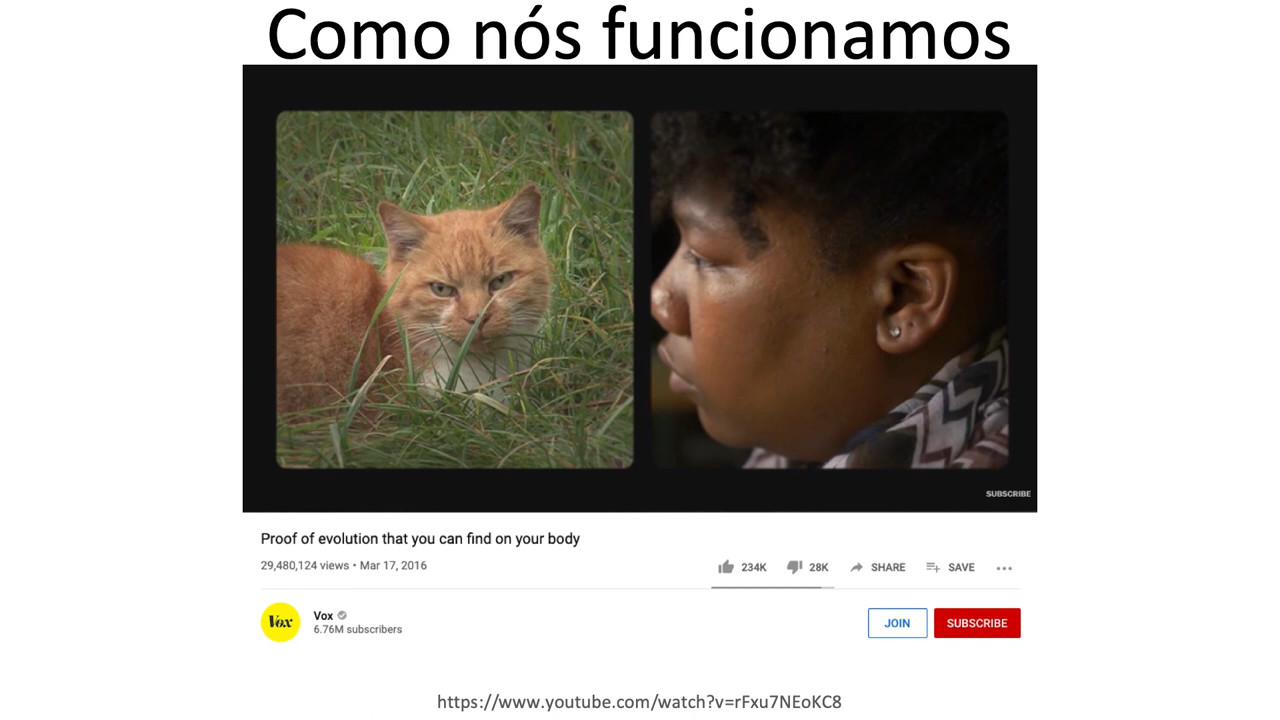 Como nós funcionamos
SUBSCRIBE
Proof of evolution that you can find on your body
29,480,124 views • Mar 17, 2016
234K 28K SHARE SAVE
Vox
Vox
6.76M subscribers
JOIN SUBSCRIBE
https://www.youtube.com/watch?v=rFxu7NEoKC8